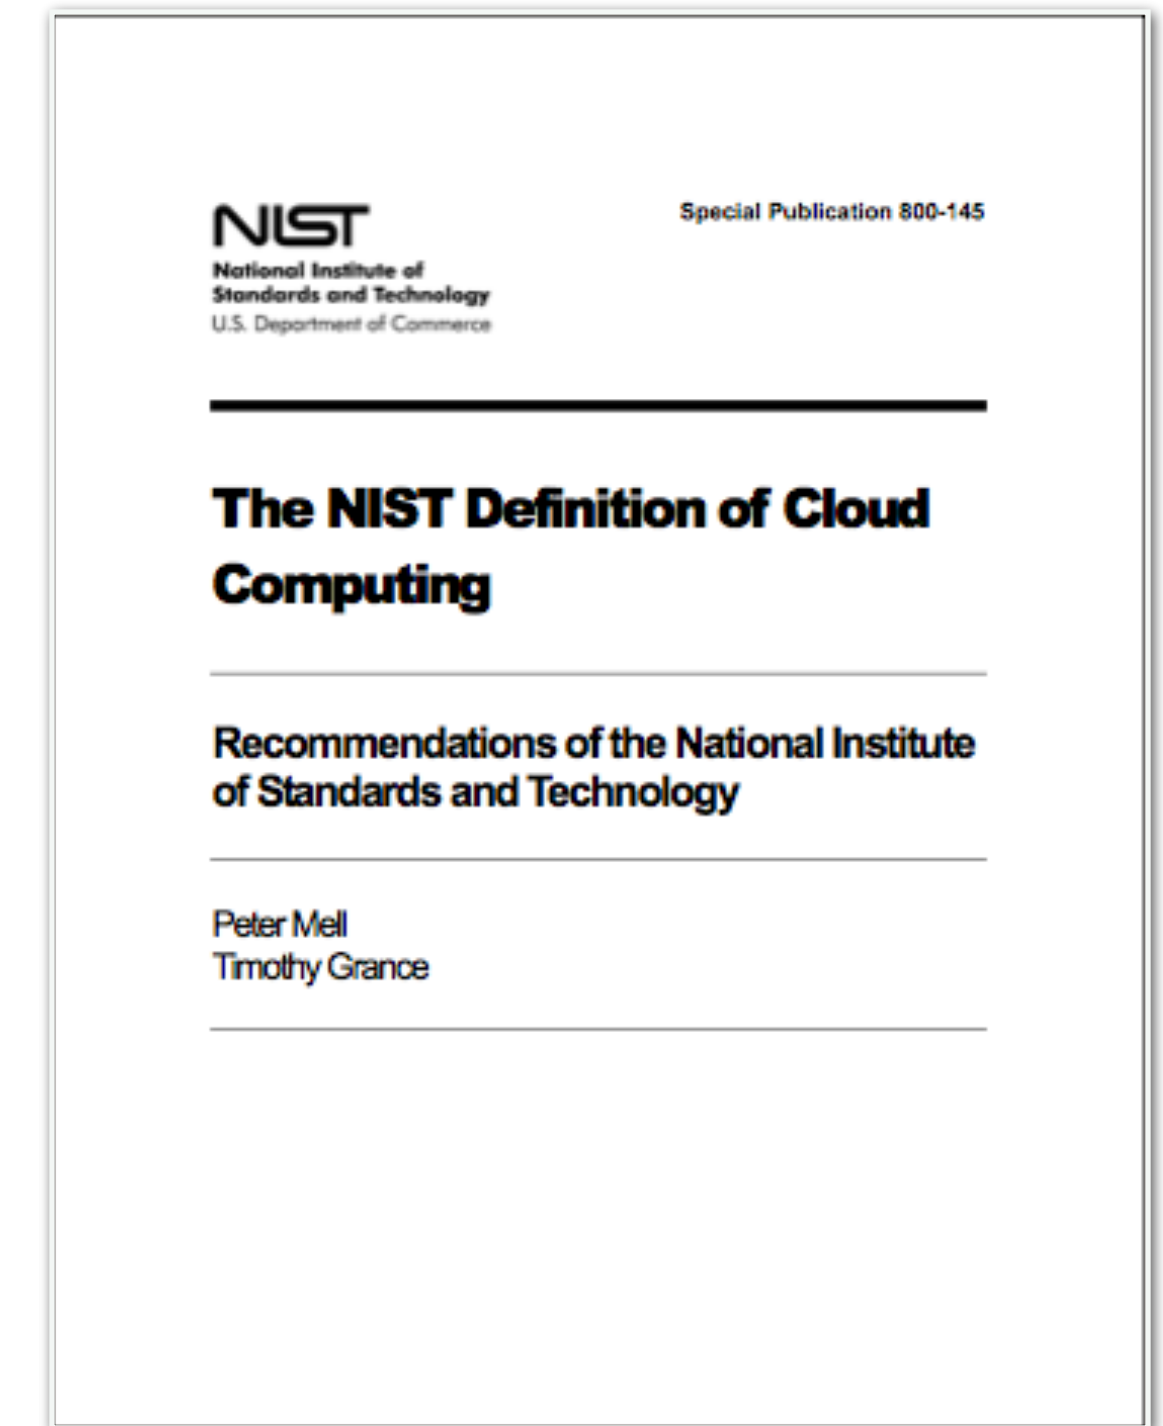 NIST
Special Publication 800-145
National Institute of
Standards and Technology
U.S. Department of Commerce
The NIST Definition of Cloud
Computing
Recommendations of the National Institute
of Standards and Technology
Peter Mell
Timothy Grance